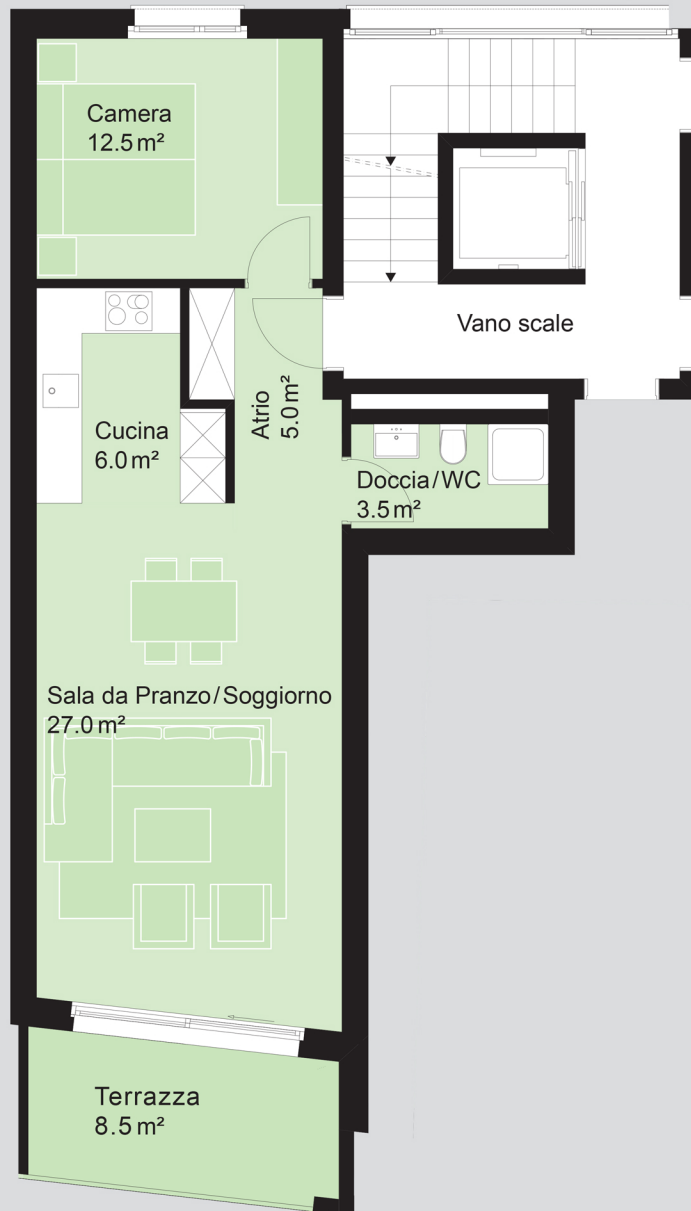 Camera
12.5 m²
Vano scale
Atrio
5.0 m²
Cucina
6.0 m²
Doccia/WC
3.5 m²
Sala da Pranzo/Soggiorno
27.0 m²
Terrazza
8.5 m²